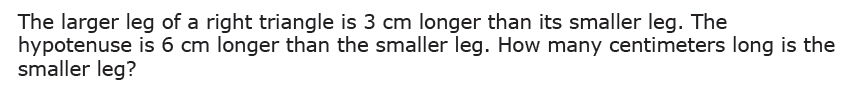 The larger leg of a right triangle is 3 cm longer than its smaller leg. The
hypotenuse is 6 cm longer than the smaller leg. How many centimeters long is the
smaller leg?